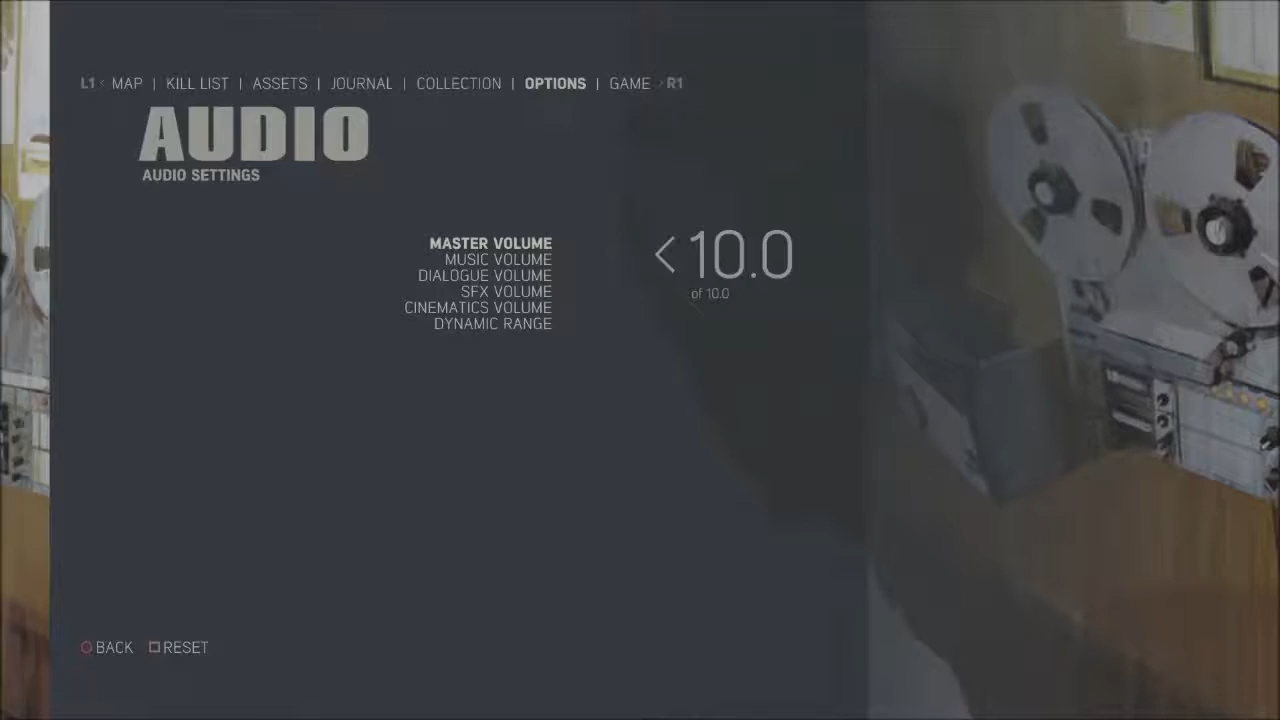 L1 < MAP | KILL LIST | ASSETS | JOURNAL | COLLECTION | OPTIONS | GAME > R1
AUDIO
AUDIO SETTINGS
MASTER VOLUME
MUSIC VOLUME
DIALOGUE VOLUME
SFX VOLUME
CINEMATICS VOLUME
DYNAMIC RANGE
< 10.0
of 10.0
BACK RESET